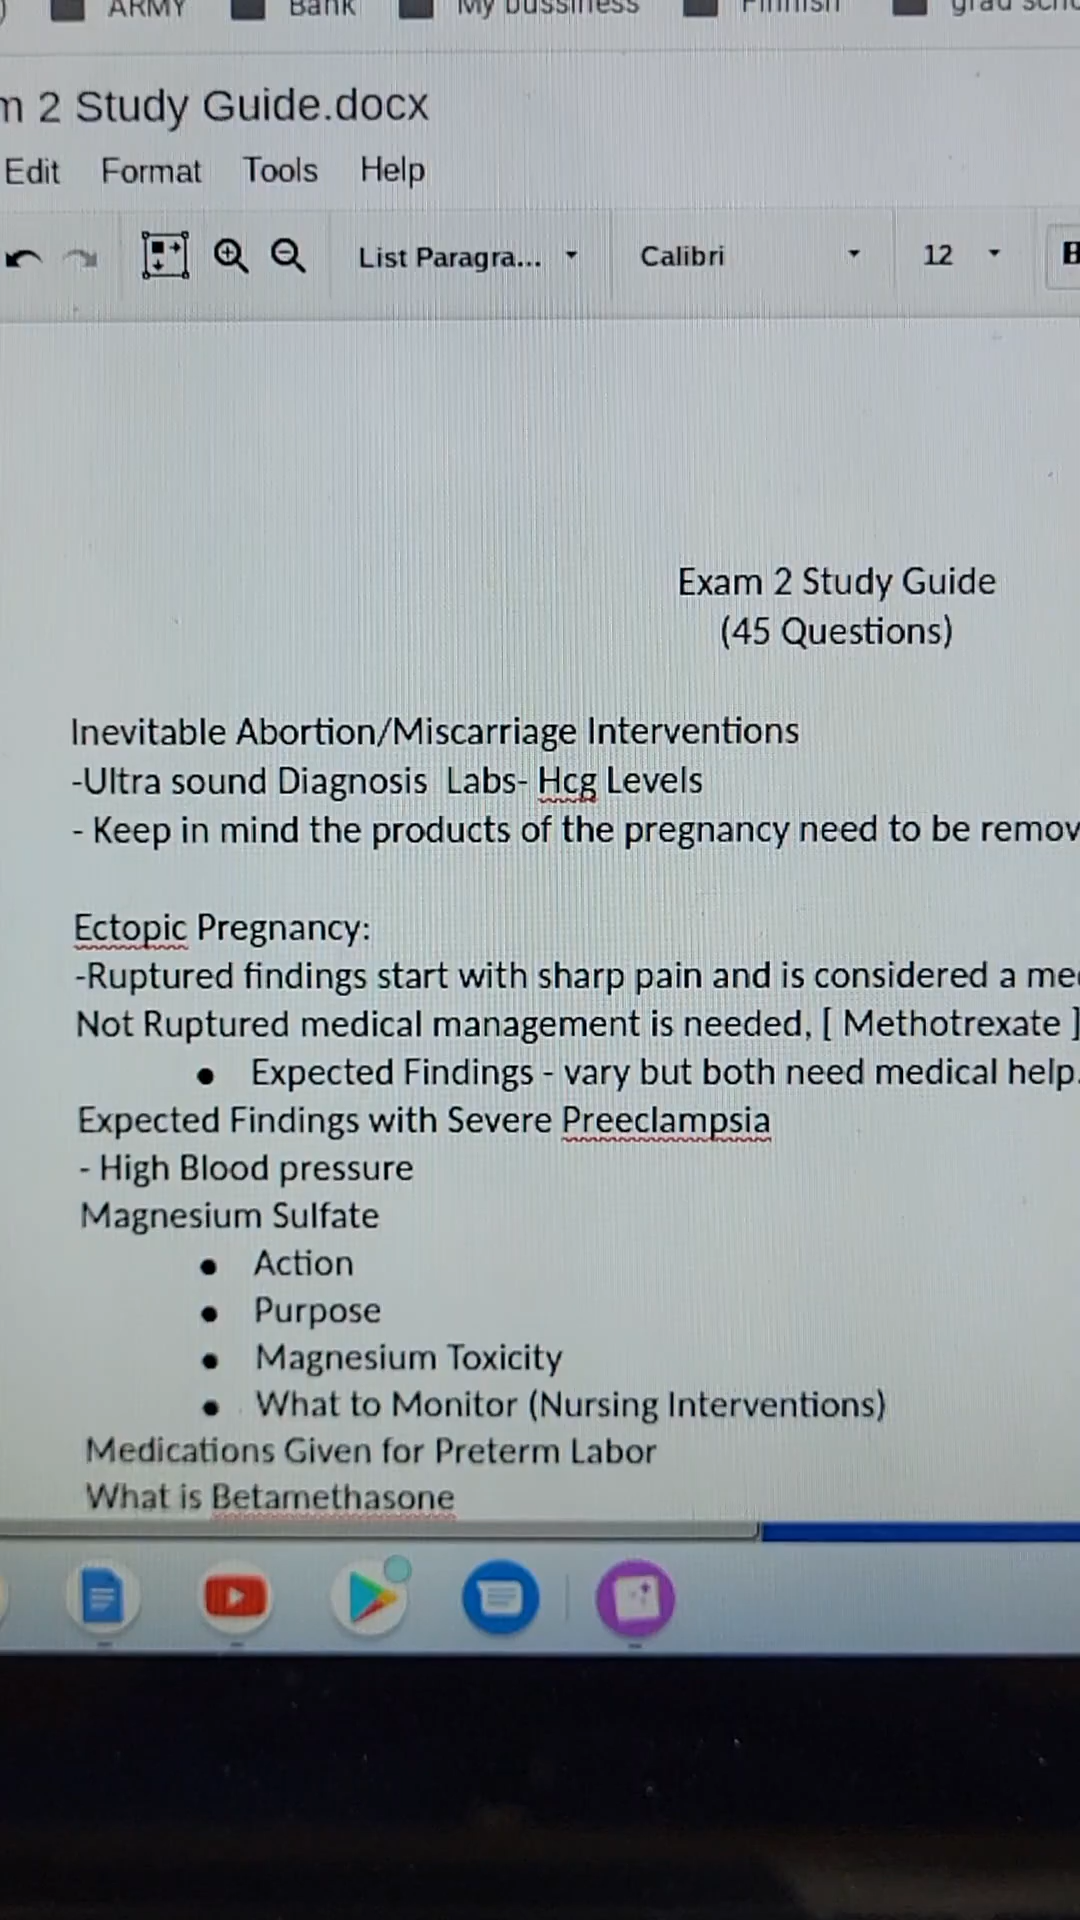 ARMY Bank My bussiness Finnish
2 Study Guide.docx
Edit Format Tools Help
List Paragra... Calibri 12 B
Exam 2 Study Guide
(45 Questions)
Inevitable Abortion/Miscarriage Interventions
-Ultra sound Diagnosis Labs- Hcg Levels
- Keep in mind the products of the pregnancy need to be remov
Ectopic Pregnancy:
-Ruptured findings start with sharp pain and is considered a me
Not Ruptured medical management is needed, [ Methotrexate ]
● Expected Findings - vary but both need medical help.
Expected Findings with Severe Preeclampsia
- High Blood pressure
Magnesium Sulfate
● Action
● Purpose
● Magnesium Toxicity
● What to Monitor (Nursing Interventions)
Medications Given for Preterm Labor
What is Betamethasone